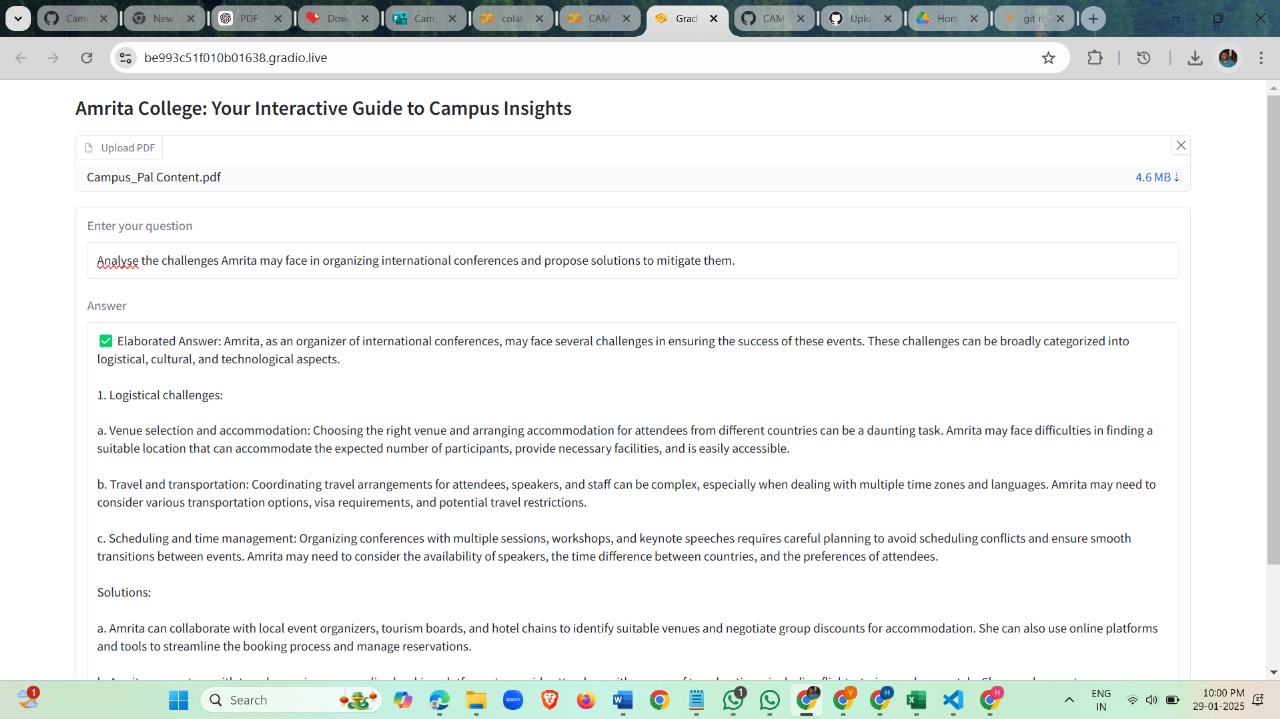 Cam
New
PDF
Dow
Cam
colal
CAM
Grad
CAM
Uplo
Hom
git r
be993c51f010b01638.gradio.live
Amrita College: Your Interactive Guide to Campus Insights
Upload PDF
Campus_Pal Content.pdf
4.6 MB ⇣
Enter your question
Analyse the challenges Amrita may face in organizing international conferences and propose solutions to mitigate them.
Answer
✅ Elaborated Answer: Amrita, as an organizer of international conferences, may face several challenges in ensuring the success of these events. These challenges can be broadly categorized into
logistical, cultural, and technological aspects.
1. Logistical challenges:
a. Venue selection and accommodation: Choosing the right venue and arranging accommodation for attendees from different countries can be a daunting task. Amrita may face difficulties in finding a
suitable location that can accommodate the expected number of participants, provide necessary facilities, and is easily accessible.
b. Travel and transportation: Coordinating travel arrangements for attendees, speakers, and staff can be complex, especially when dealing with multiple time zones and languages. Amrita may need to
consider various transportation options, visa requirements, and potential travel restrictions.
c. Scheduling and time management: Organizing conferences with multiple sessions, workshops, and keynote speeches requires careful planning to avoid scheduling conflicts and ensure smooth
transitions between events. Amrita may need to consider the availability of speakers, the time difference between countries, and the preferences of attendees.
Solutions:
a. Amrita can collaborate with local event organizers, tourism boards, and hotel chains to identify suitable venues and negotiate group discounts for accommodation. She can also use online platforms
and tools to streamline the booking process and manage reservations.
1
Search
zoom
1
V
H
H
ENG
IN
10:00 PM
29-01-2025